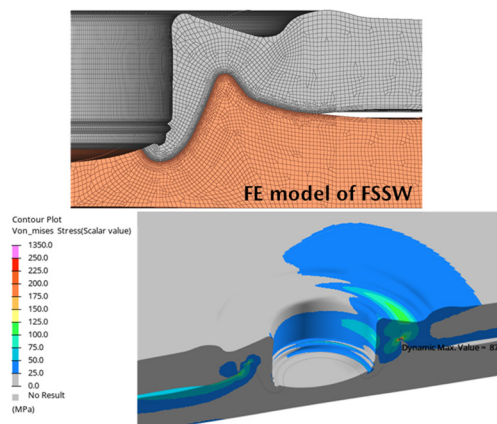 FE model of FSSW
Contour Plot
Von_mises Stress(Scalar value)
1350.0
250.0
225.0
200.0
175.0
150.0
125.0
100.0
75.0
50.0
25.0
0.0
No Result
(MPa)
Dynamic Max. Value = 87